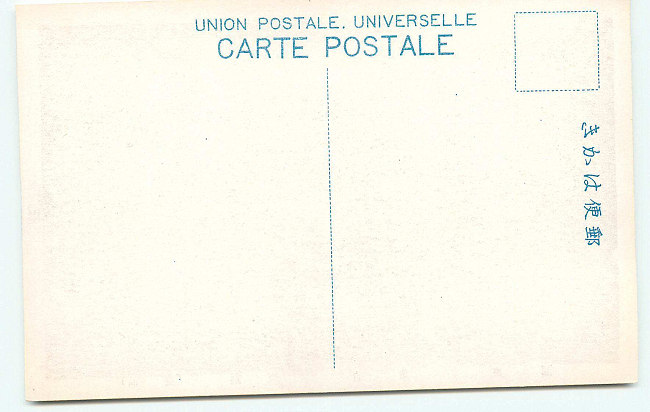 UNION POSTALE. UNIVERSELLE
CARTE POSTALE
郵便はかき